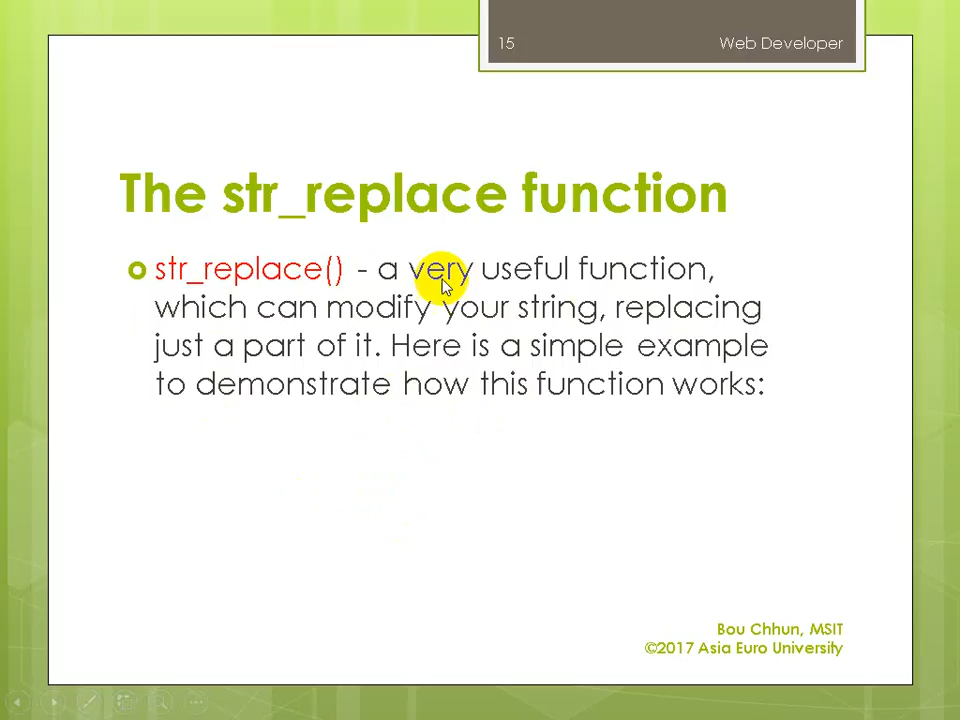 15
Web Developer
The str_replace function
str_replace() - a very useful function,
which can modify your string, replacing
just a part of it. Here is a simple example
to demonstrate how this function works:
Bou Chhun, MSIT
©2017 Asia Euro University